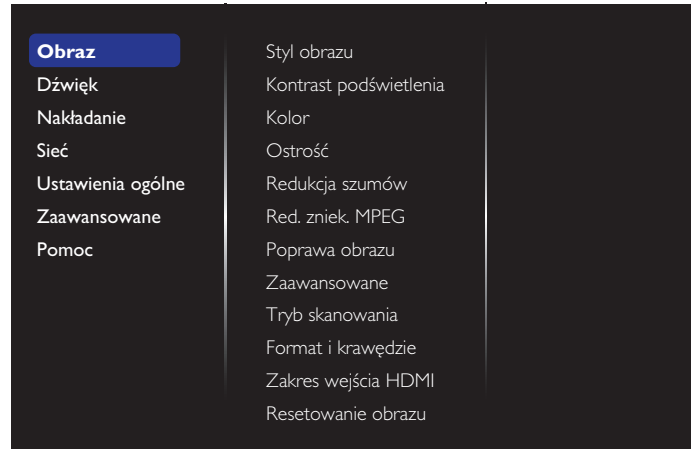 Obraz
Dźwięk
Nakładanie
Sieć
Ustawienia ogólne
Zaawansowane
Pomoc
Styl obrazu
Kontrast podświetlenia
Kolor
Ostrość
Redukcja szumów
Red. zniek. MPEG
Poprawa obrazu
Zaawansowane
Tryb skanowania
Format i krawędzie
Zakres wejścia HDMI
Resetowanie obrazu